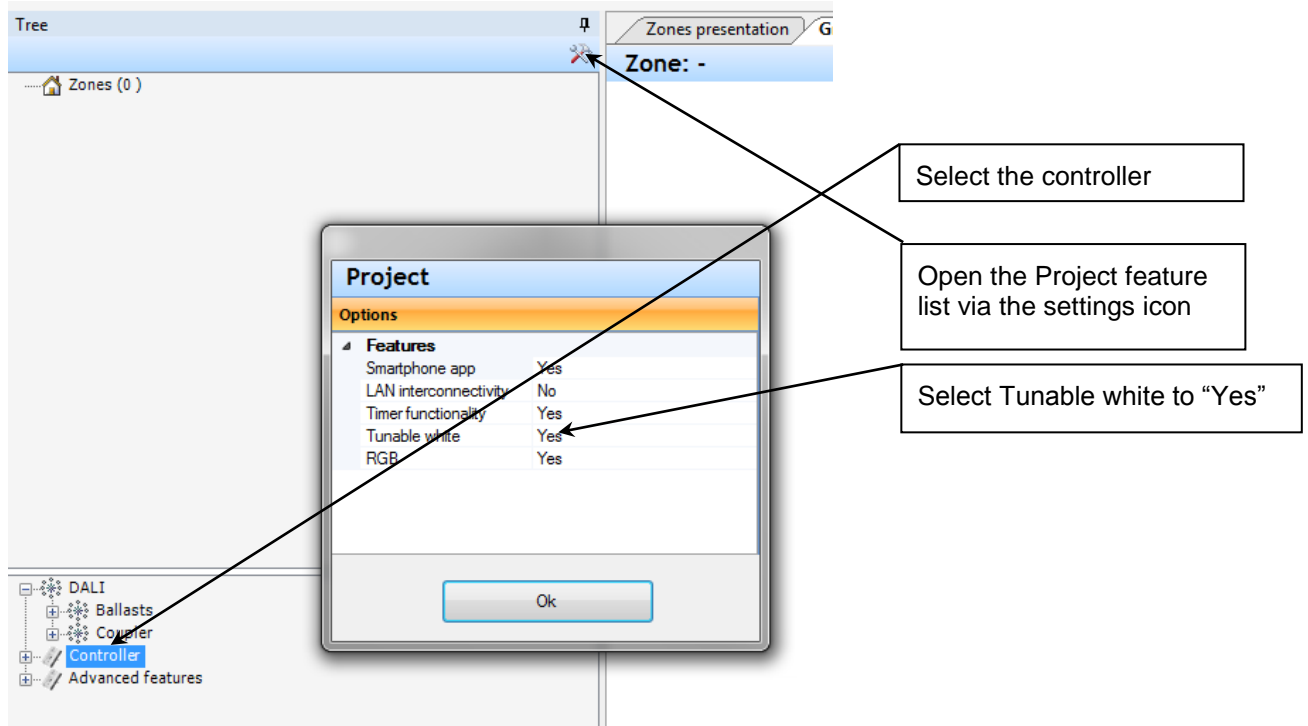 Tree
Zones presentation
G
Zone: -
Zones (0 )
Select the controller
Open the Project feature
list via the settings icon
Select Tunable white to “Yes”
Project
Options
Features
Smartphone app Yes
LAN interconnectivity No
Timer functionality Yes
Tunable white Yes
RGB Yes
Ok
DALI
Ballasts
Coupler
Controller
Advanced features